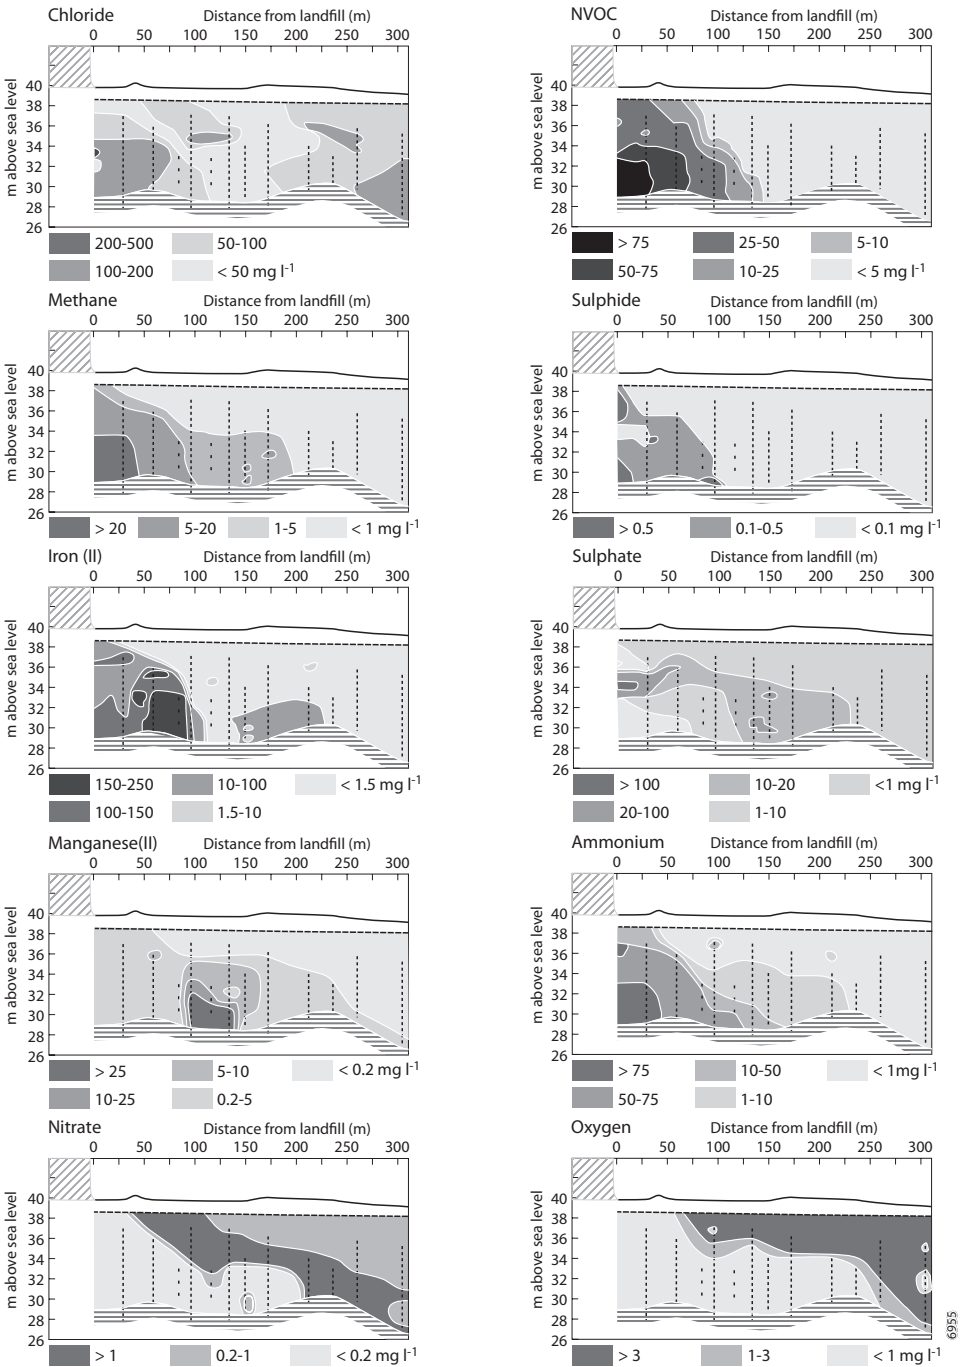 Chloride Distance from landfill (m)
0 50 100 150 200 250 300
m above sea level
40
38
36
34
32
30
28
26
200-500 50-100
100-200 < 50 mg l-1
NVOC Distance from landfill (m)
0 50 100 150 200 250 300
m above sea level
40
38
36
34
32
30
28
26
> 75 25-50 5-10
50-75 10-25 < 5 mg l-1
Methane Distance from landfill (m)
0 50 100 150 200 250 300
m above sea level
40
38
36
34
32
30
28
26
> 20 5-20 1-5 < 1 mg l-1
Sulphide Distance from landfill (m)
0 50 100 150 200 250 300
m above sea level
40
38
36
34
32
30
28
26
> 0.5 0.1-0.5 < 0.1 mg l-1
Iron (II) Distance from landfill (m)
0 50 100 150 200 250 300
m above sea level
40
38
36
34
32
30
28
26
150-250 10-100 < 1.5 mg l-1
100-150 1.5-10
Sulphate Distance from landfill (m)
0 50 100 150 200 250 300
m above sea level
40
38
36
34
32
30
28
26
> 100 10-20 <1 mg l-1
20-100 1-10
Manganese(II) Distance from landfill (m)
0 50 100 150 200 250 300
m above sea level
40
38
36
34
32
30
28
26
> 25 5-10 < 0.2 mg l-1
10-25 0.2-5
Ammonium Distance from landfill (m)
0 50 100 150 200 250 300
m above sea level
40
38
36
34
32
30
28
26
> 75 10-50 < 1mg l-1
50-75 1-10
Nitrate Distance from landfill (m)
0 50 100 150 200 250 300
m above sea level
40
38
36
34
32
30
28
26
> 1 0.2-1 < 0.2 mg l-1
Oxygen Distance from landfill (m)
0 50 100 150 200 250 300
m above sea level
40
38
36
34
32
30
28
26
> 3 1-3 < 1 mg l-1
6955